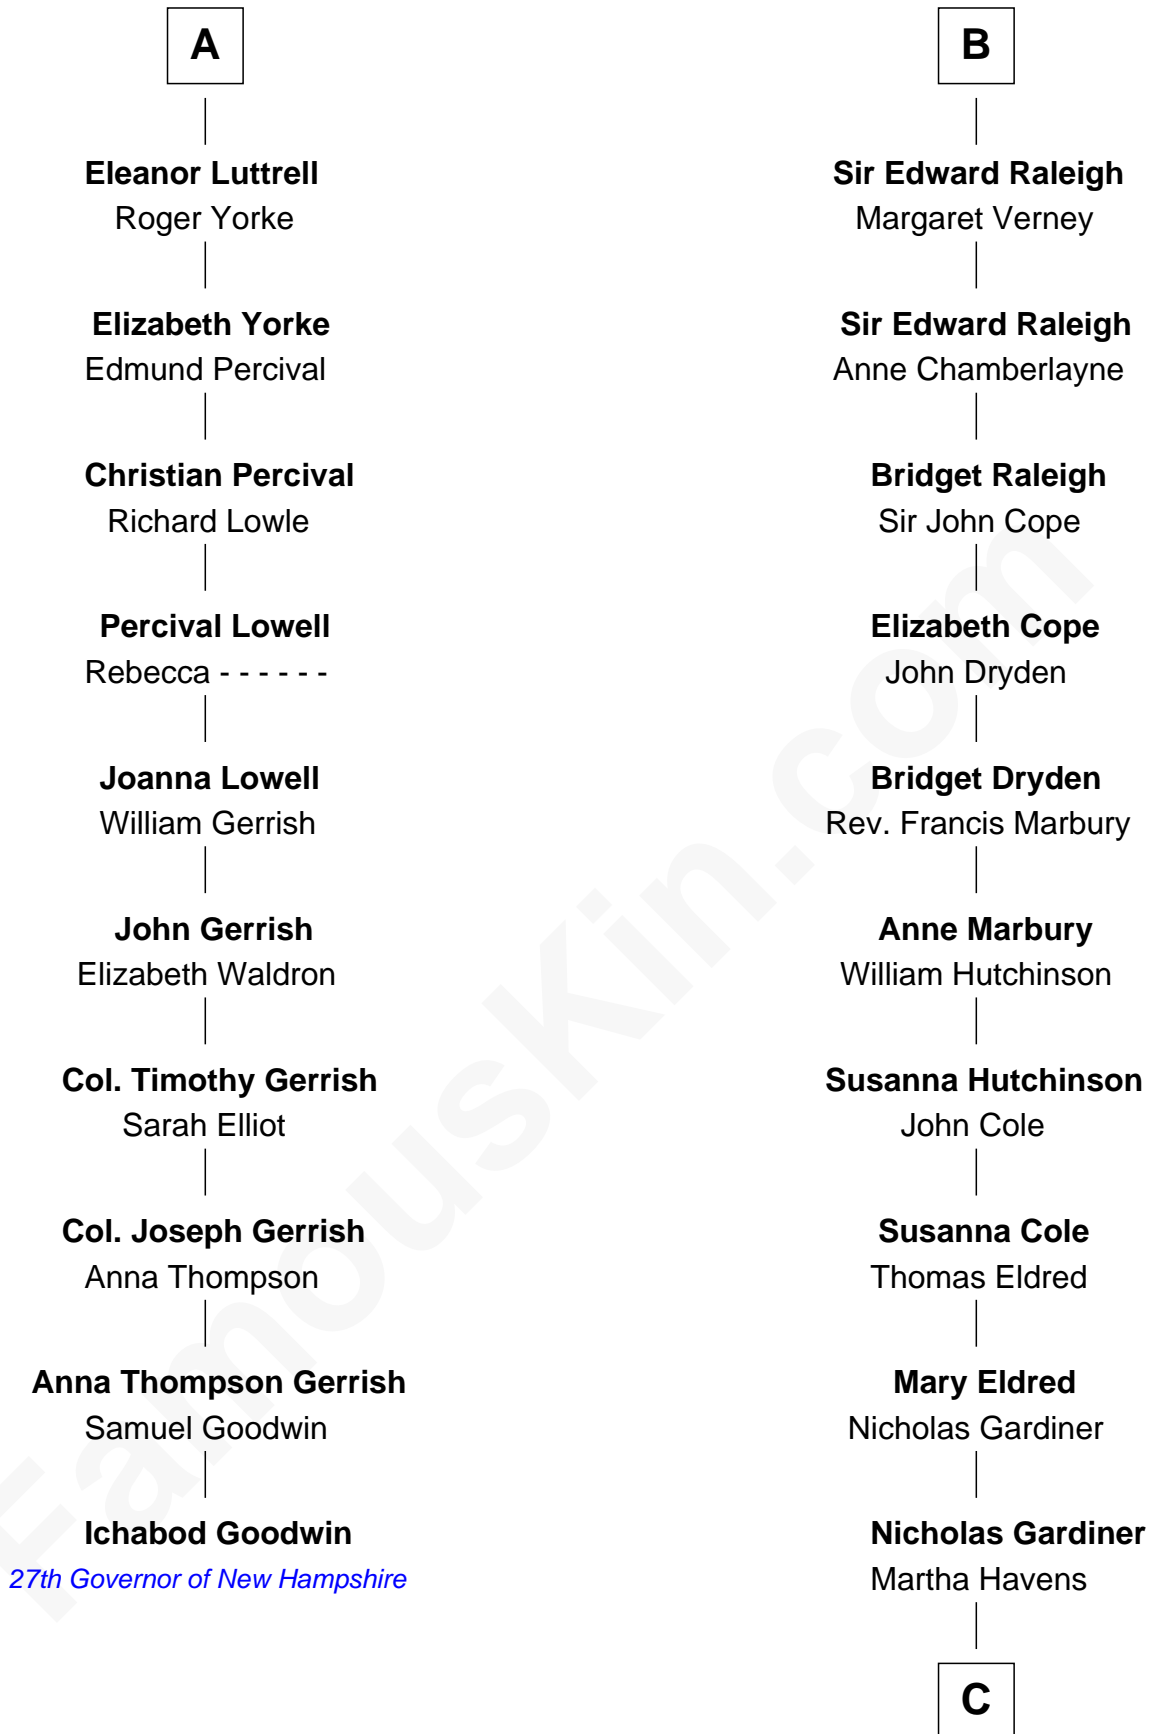 A
Eleanor Luttrell
Roger Yorke
Elizabeth Yorke
Edmund Percival
Christian Percival
Richard Lowle
Percival Lowell
Rebecca - - - - - -
Joanna Lowell
William Gerrish
John Gerrish
Elizabeth Waldron
Col. Timothy Gerrish
Sarah Elliot
Col. Joseph Gerrish
Anna Thompson
Anna Thompson Gerrish
Samuel Goodwin
Ichabod Goodwin
27th Governor of New Hampshire
B
Sir Edward Raleigh
Margaret Verney
Sir Edward Raleigh
Anne Chamberlayne
Bridget Raleigh
Sir John Cope
Elizabeth Cope
John Dryden
Bridget Dryden
Rev. Francis Marbury
Anne Marbury
William Hutchinson
Susanna Hutchinson
John Cole
Susanna Cole
Thomas Eldred
Mary Eldred
Nicholas Gardiner
Nicholas Gardiner
Martha Havens
C
FamousKin.com